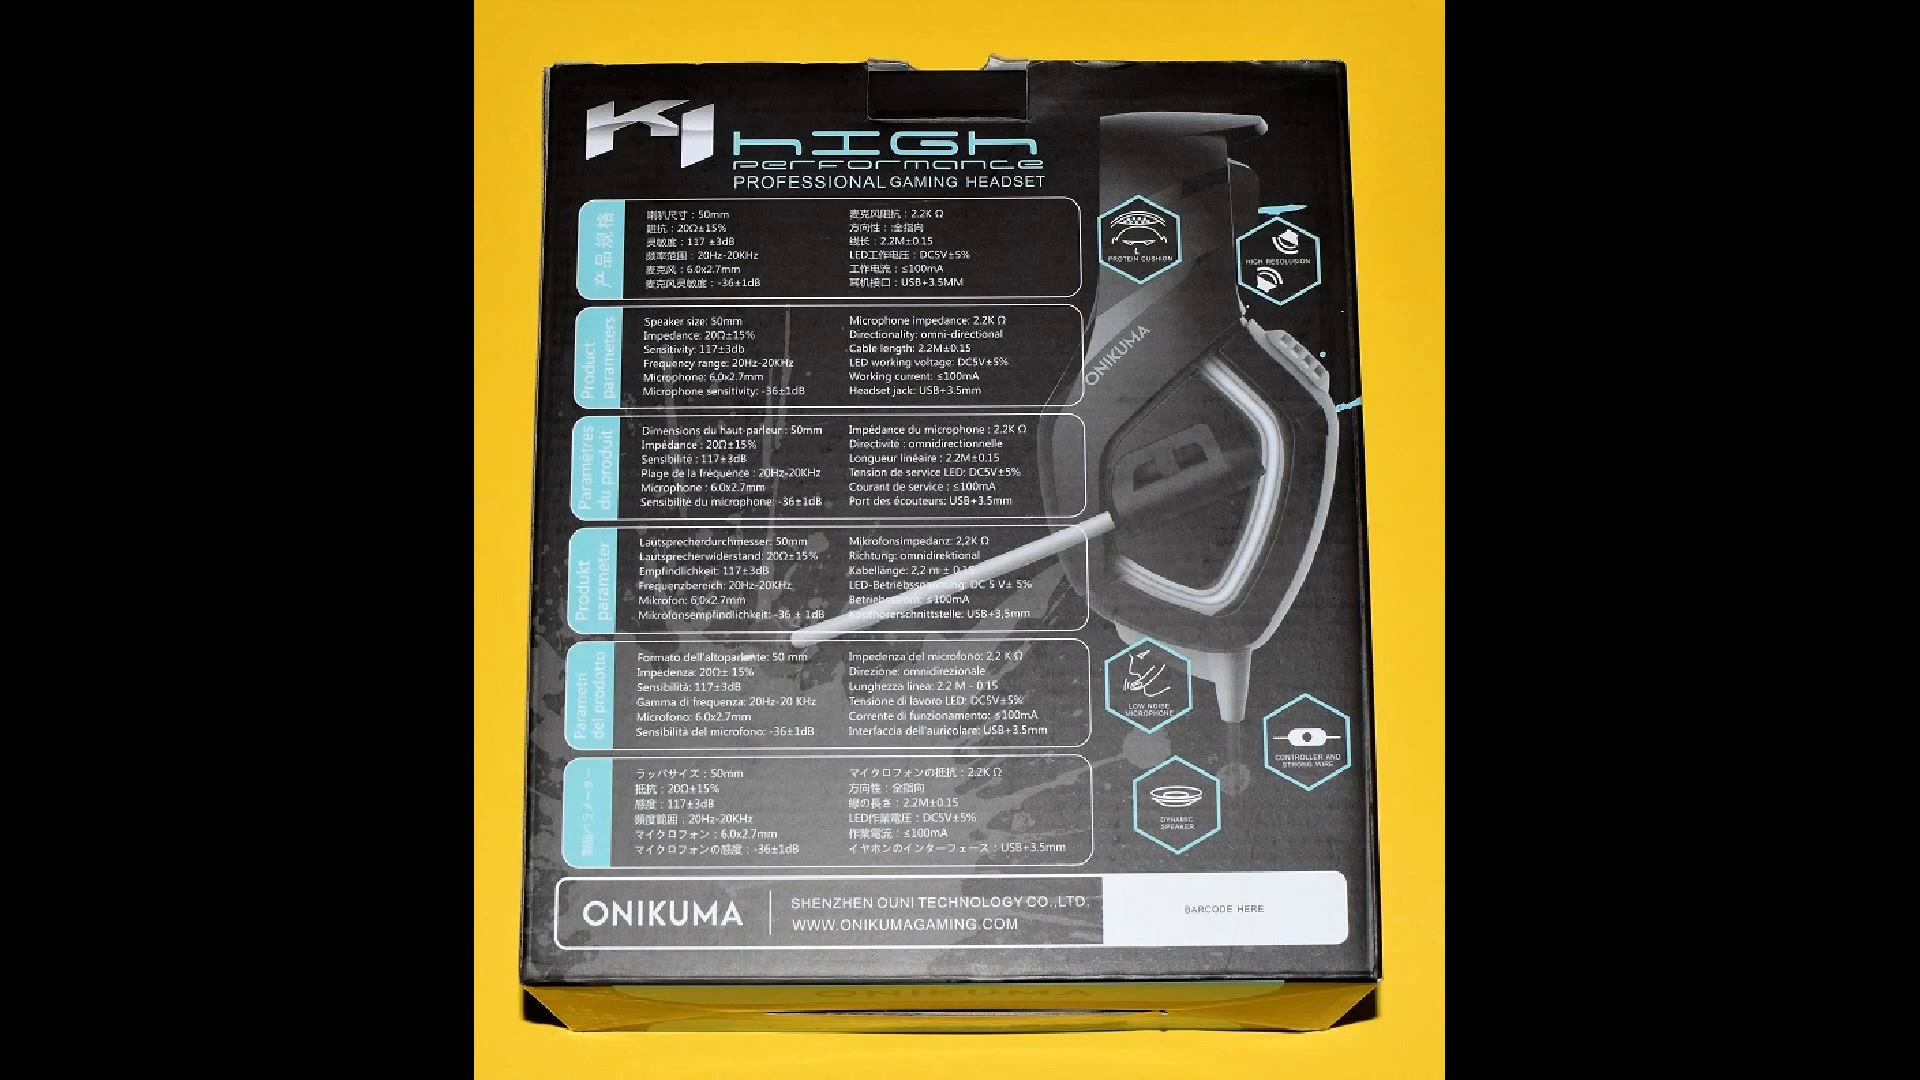 K1
HIGH
PERFORMANCE
PROFESSIONAL GAMING HEADSET
产品规格
喇叭尺寸：50mm
阻抗：20Ω±15%
灵敏度：117 ±3dB
频率范围：20Hz-20KHz
麦克风：6.0x2.7mm
麦克风灵敏度：-36±1dB
麦克风阻抗：2.2K Ω
方向性：全指向
线长：2.2M±0.15
LED工作电压：DC5V±5%
工作电流：≤100mA
耳机接口：USB+3.5MM
Product
parameters
Speaker size: 50mm
Impedance: 20Ω±15%
Sensitivity: 117±3db
Frequency range: 20Hz-20KHz
Microphone: 6.0x2.7mm
Microphone sensitivity: -36±1dB
Microphone impedance: 2.2K Ω
Directionality: omni-directional
Cable length: 2.2M±0.15
LED working voltage: DC5V±5%
Working current: ≤100mA
Headset jack: USB+3.5mm
Paramètres
du produit
Dimensions du haut-parleur : 50mm
Impédance : 20Ω±15%
Sensibilité : 117±3dB
Plage de la fréquence : 20Hz-20KHz
Microphone : 6.0x2.7mm
Sensibilité du microphone: -36±1dB
Impédance du microphone : 2.2K Ω
Directivité : omnidirectionnelle
Longueur linéaire : 2.2M±0.15
Tension de service LED: DC5V±5%
Courant de service : ≤100mA
Port des écouteurs: USB+3.5mm
Produkt
parameter
Lautsprecherdurchmesser: 50mm
Lautsprecherwiderstand: 20Ω±15%
Empfindlichkeit: 117±3dB
Frequenzbereich: 20Hz-20KHz
Mikrofon: 6,0x2.7mm
Mikrofonsempfindlichkeit: -36 ± 1dB
Mikrofonsimpedanz: 2,2K Ω
Richtung: omnidirektional
Kabellänge: 2,2 m ± 0,15
LED-Betriebsspannung: DC 5 V± 5%
Betriebsstrom: ≤100mA
Kopfhörerschnittstelle: USB+3,5mm
Parametri
del prodotto
Formato dell'altoparlante: 50 mm
Impedenza: 20Ω± 15%
Sensibilità: 117±3dB
Gamma di frequenza: 20Hz-20 KHz
Microfono: 6.0x2.7mm
Sensibilità del microfono: -36±1dB
Impedenza del microfono: 2,2 K Ω
Direzione: omnidirezionale
Lunghezza linea: 2.2 M - 0.15
Tensione di lavoro LED: DC5V±5%
Corrente di funzionamento: ≤100mA
Interfaccia dell'auricolare: USB+3.5mm
製品パラメーター
ラッパサイズ：50mm
抵抗：20Ω±15%
感度：117±3dB
頻度範囲：20Hz-20KHz
マイクロフォン：6.0x2.7mm
マイクロフォンの感度：-36±1dB
マイクロフォンの抵抗：2.2K Ω
方向性：全指向
線の長さ：2.2M±0.15
LED作業電圧：DC5V±5%
作業電流：≤100mA
イヤホンのインターフェース：USB+3.5mm
PROTEIN CUSHION
HIGH RESOLUSION
ONIKUMA
LOW NOISE
MICROPHONE
CONTROLLER AND
STRONG WIRE
DYNAMIC
SPEAKER
ONIKUMA
SHENZHEN OUNI TECHNOLOGY CO.,LTD.
WWW.ONIKUMAGAMING.COM
BARCODE HERE
ONIKUMA